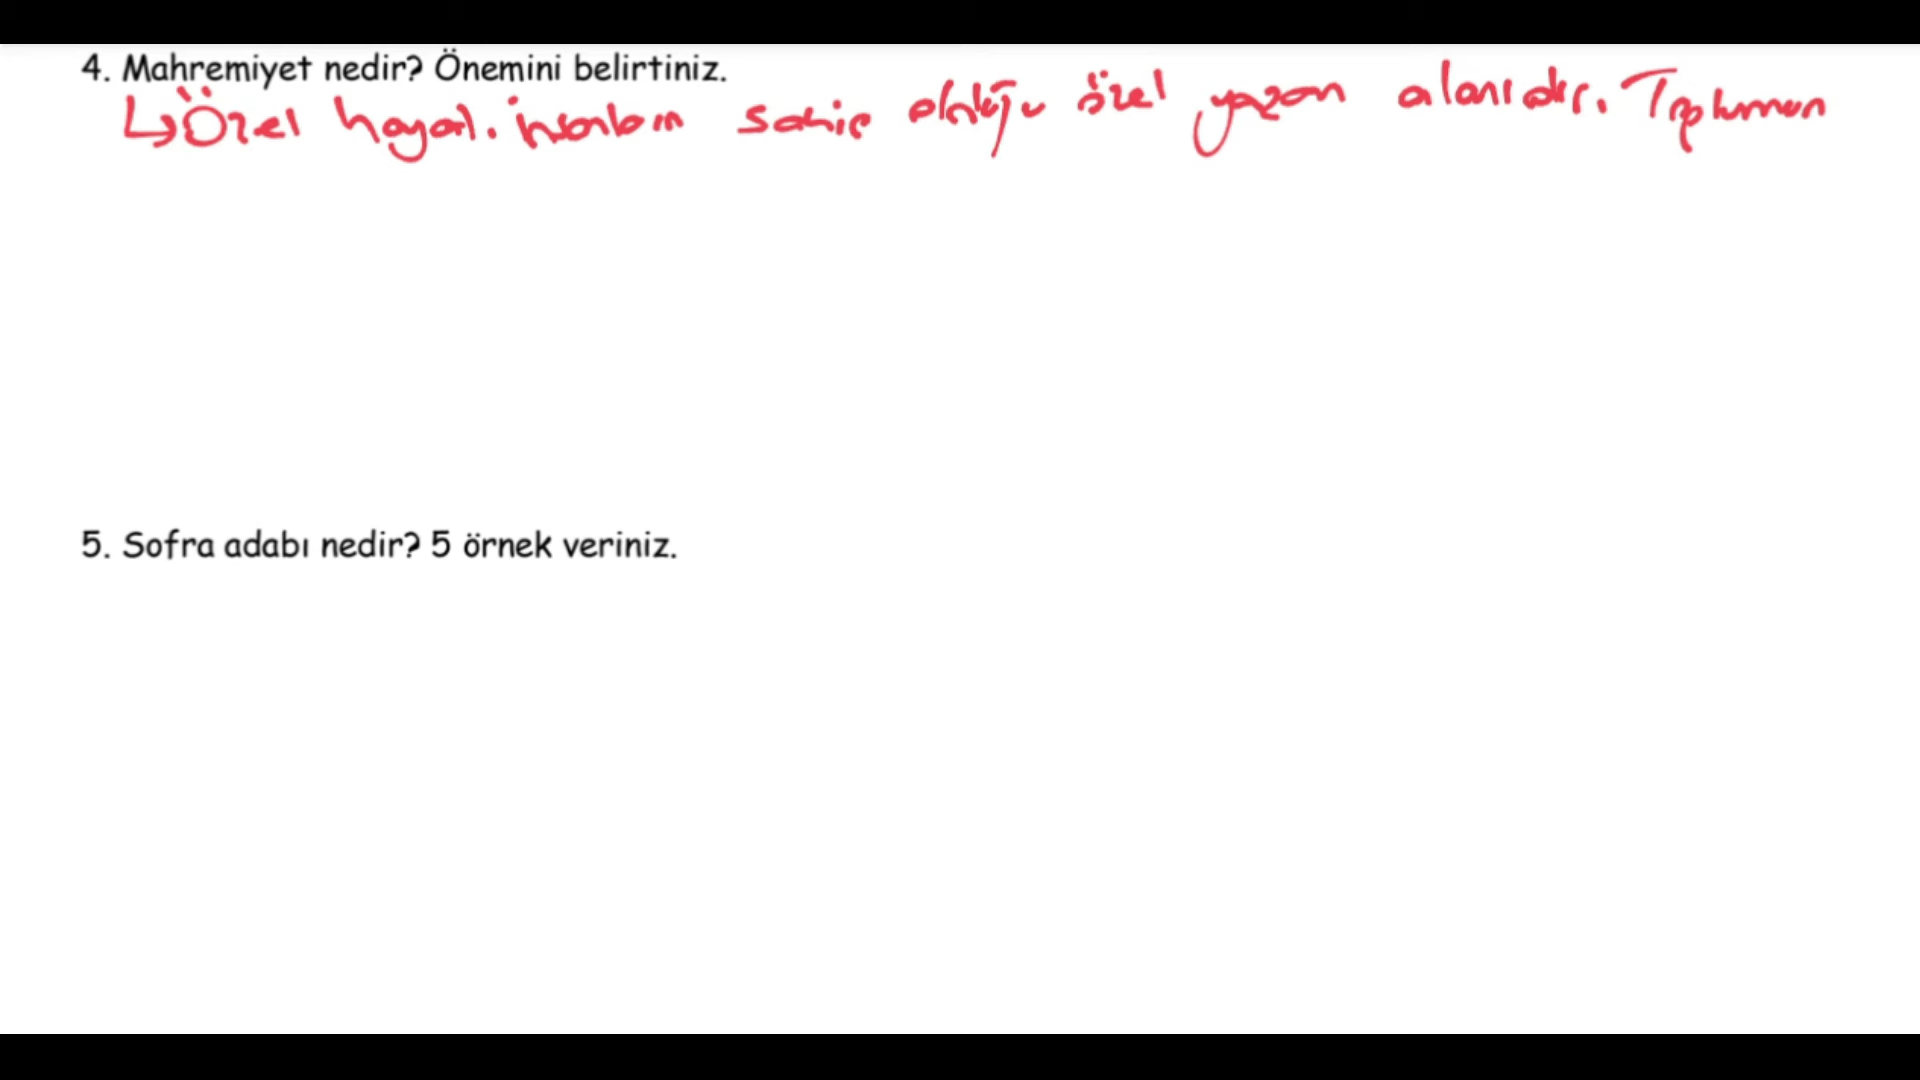 4. Mahremiyet nedir? Önemini belirtiniz.
↳Özel hayat. insanların sahip olduğu özel yaşam alanıdır. Toplumun
5. Sofra adabı nedir? 5 örnek veriniz.